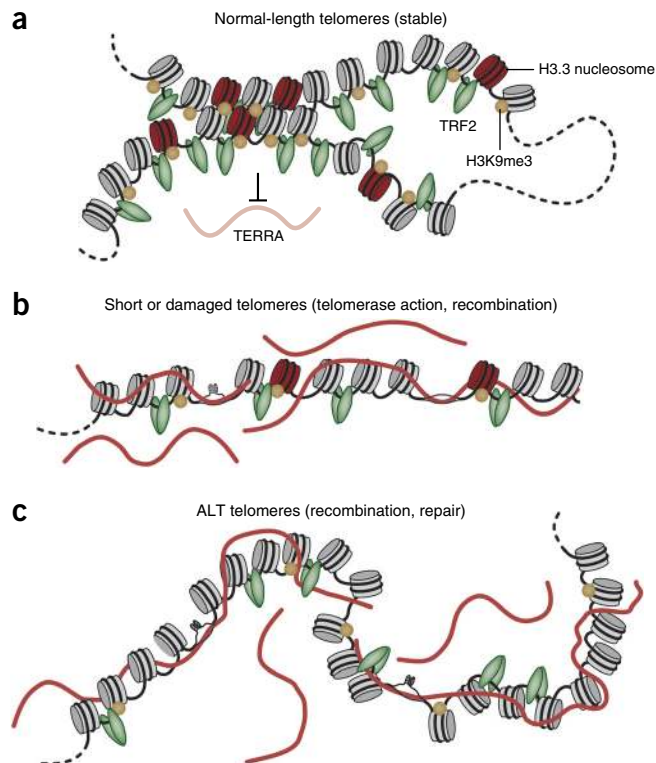 a
Normal-length telomeres (stable)
H3.3 nucleosome
TRF2
H3K9me3
TERRA
b
Short or damaged telomeres (telomerase action, recombination)
c
ALT telomeres (recombination, repair)